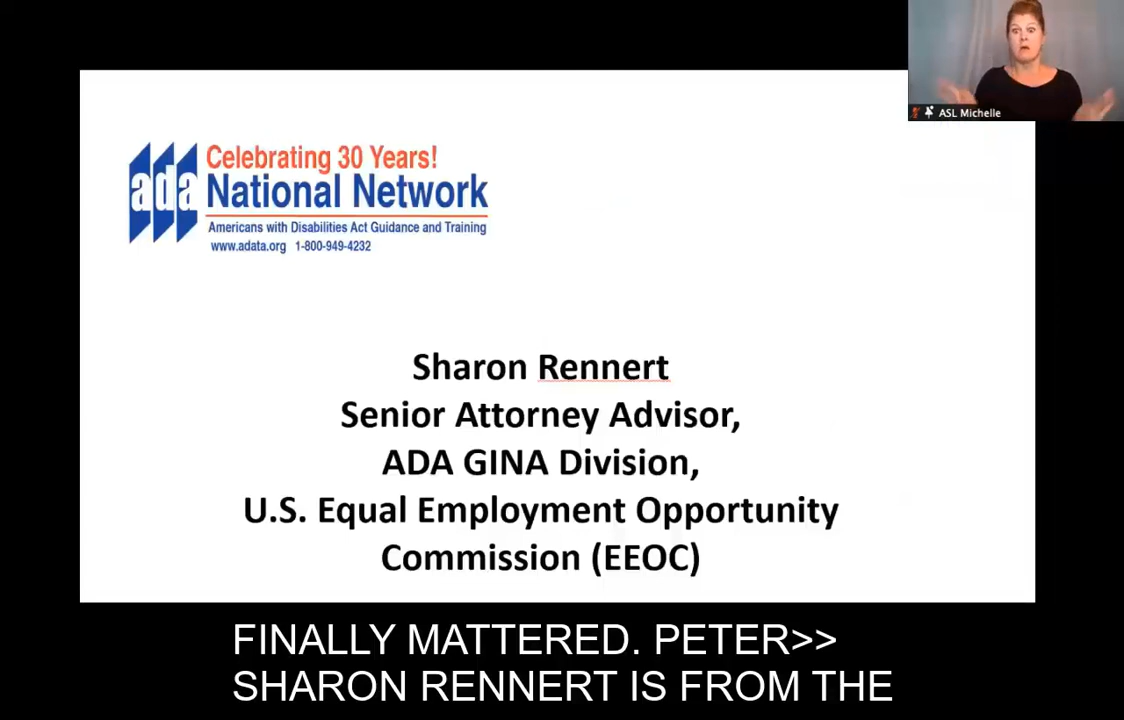 ASL Michelle
ada
Celebrating 30 Years!
National Network
Americans with Disabilities Act Guidance and Training
www.adata.org 1-800-949-4232
Sharon Rennert
Senior Attorney Advisor,
ADA GINA Division,
U.S. Equal Employment Opportunity
Commission (EEOC)
FINALLY MATTERED. PETER>>
SHARON RENNERT IS FROM THE